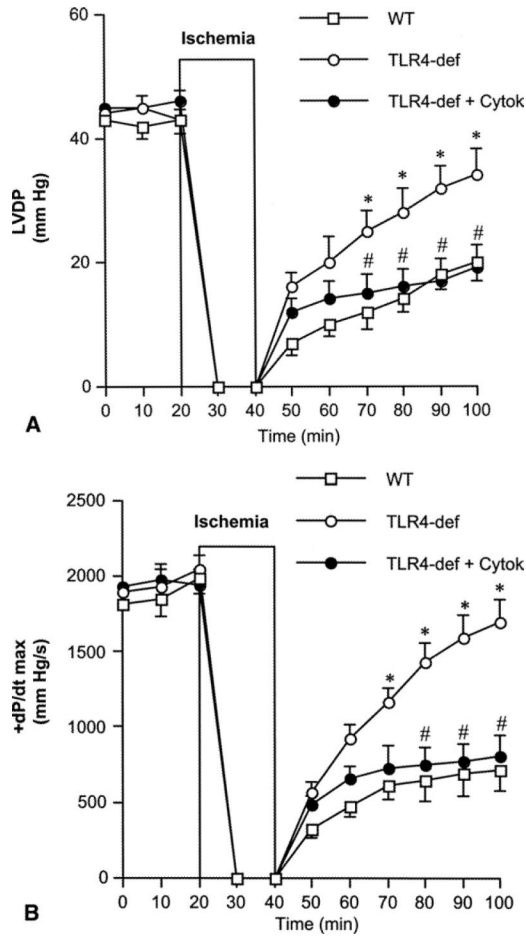 60
40
20
0
LVDP
(mm Hg)
Ischemia
WT
TLR4-def
TLR4-def + Cytok
* * * *
# # # #
0 10 20 30 40 50 60 70 80 90 100
Time (min)
A
2500
2000
1500
1000
500
0
+dP/dt max
(mm Hg/s)
Ischemia
WT
TLR4-def
TLR4-def + Cytok
* * * *
# # #
0 10 20 30 40 50 60 70 80 90 100
Time (min)
B